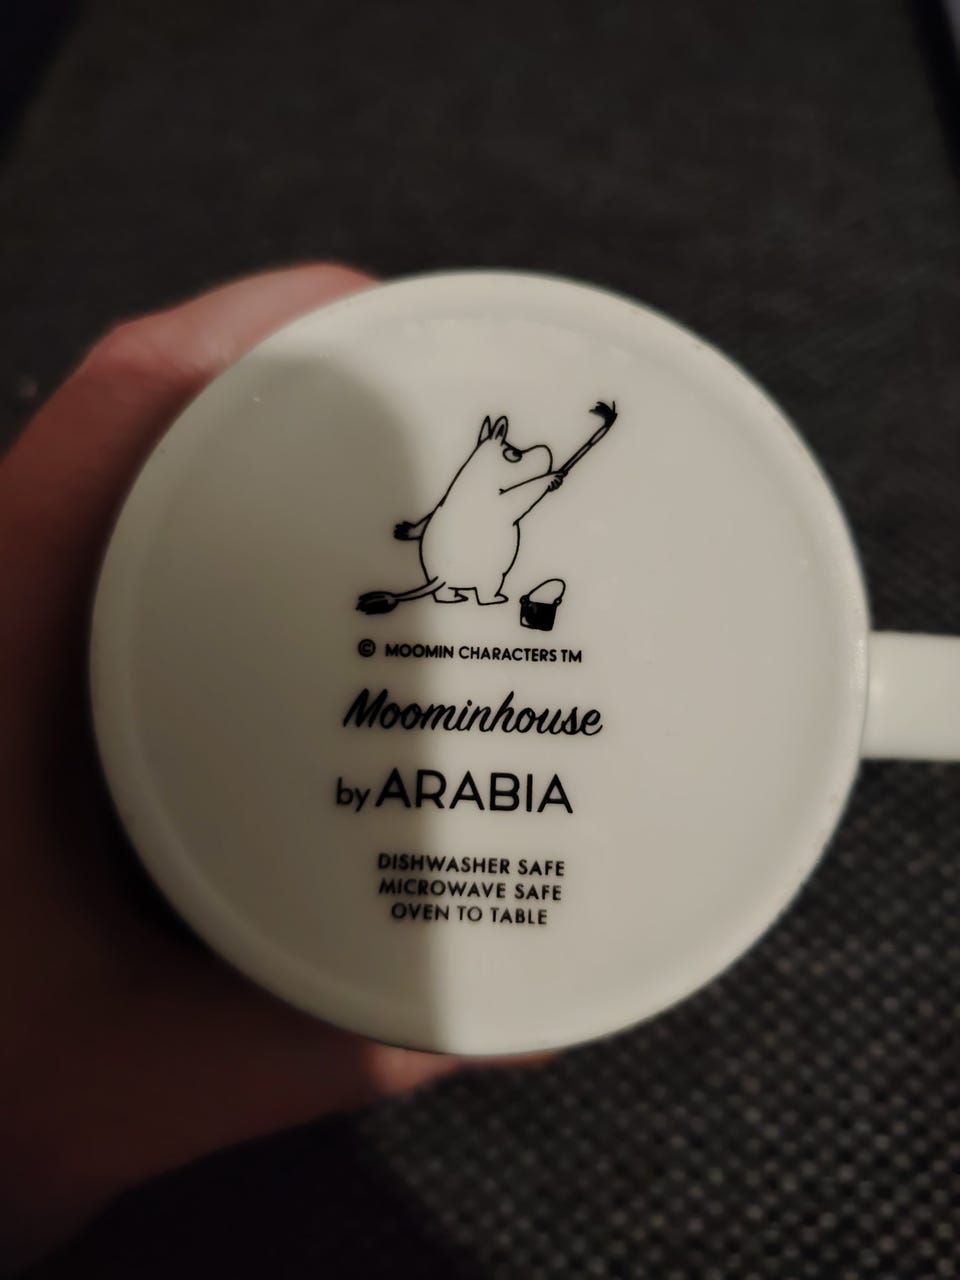 © MOOMIN CHARACTERS TM
Moominhouse
by ARABIA
DISHWASHER SAFE
MICROWAVE SAFE
OVEN TO TABLE